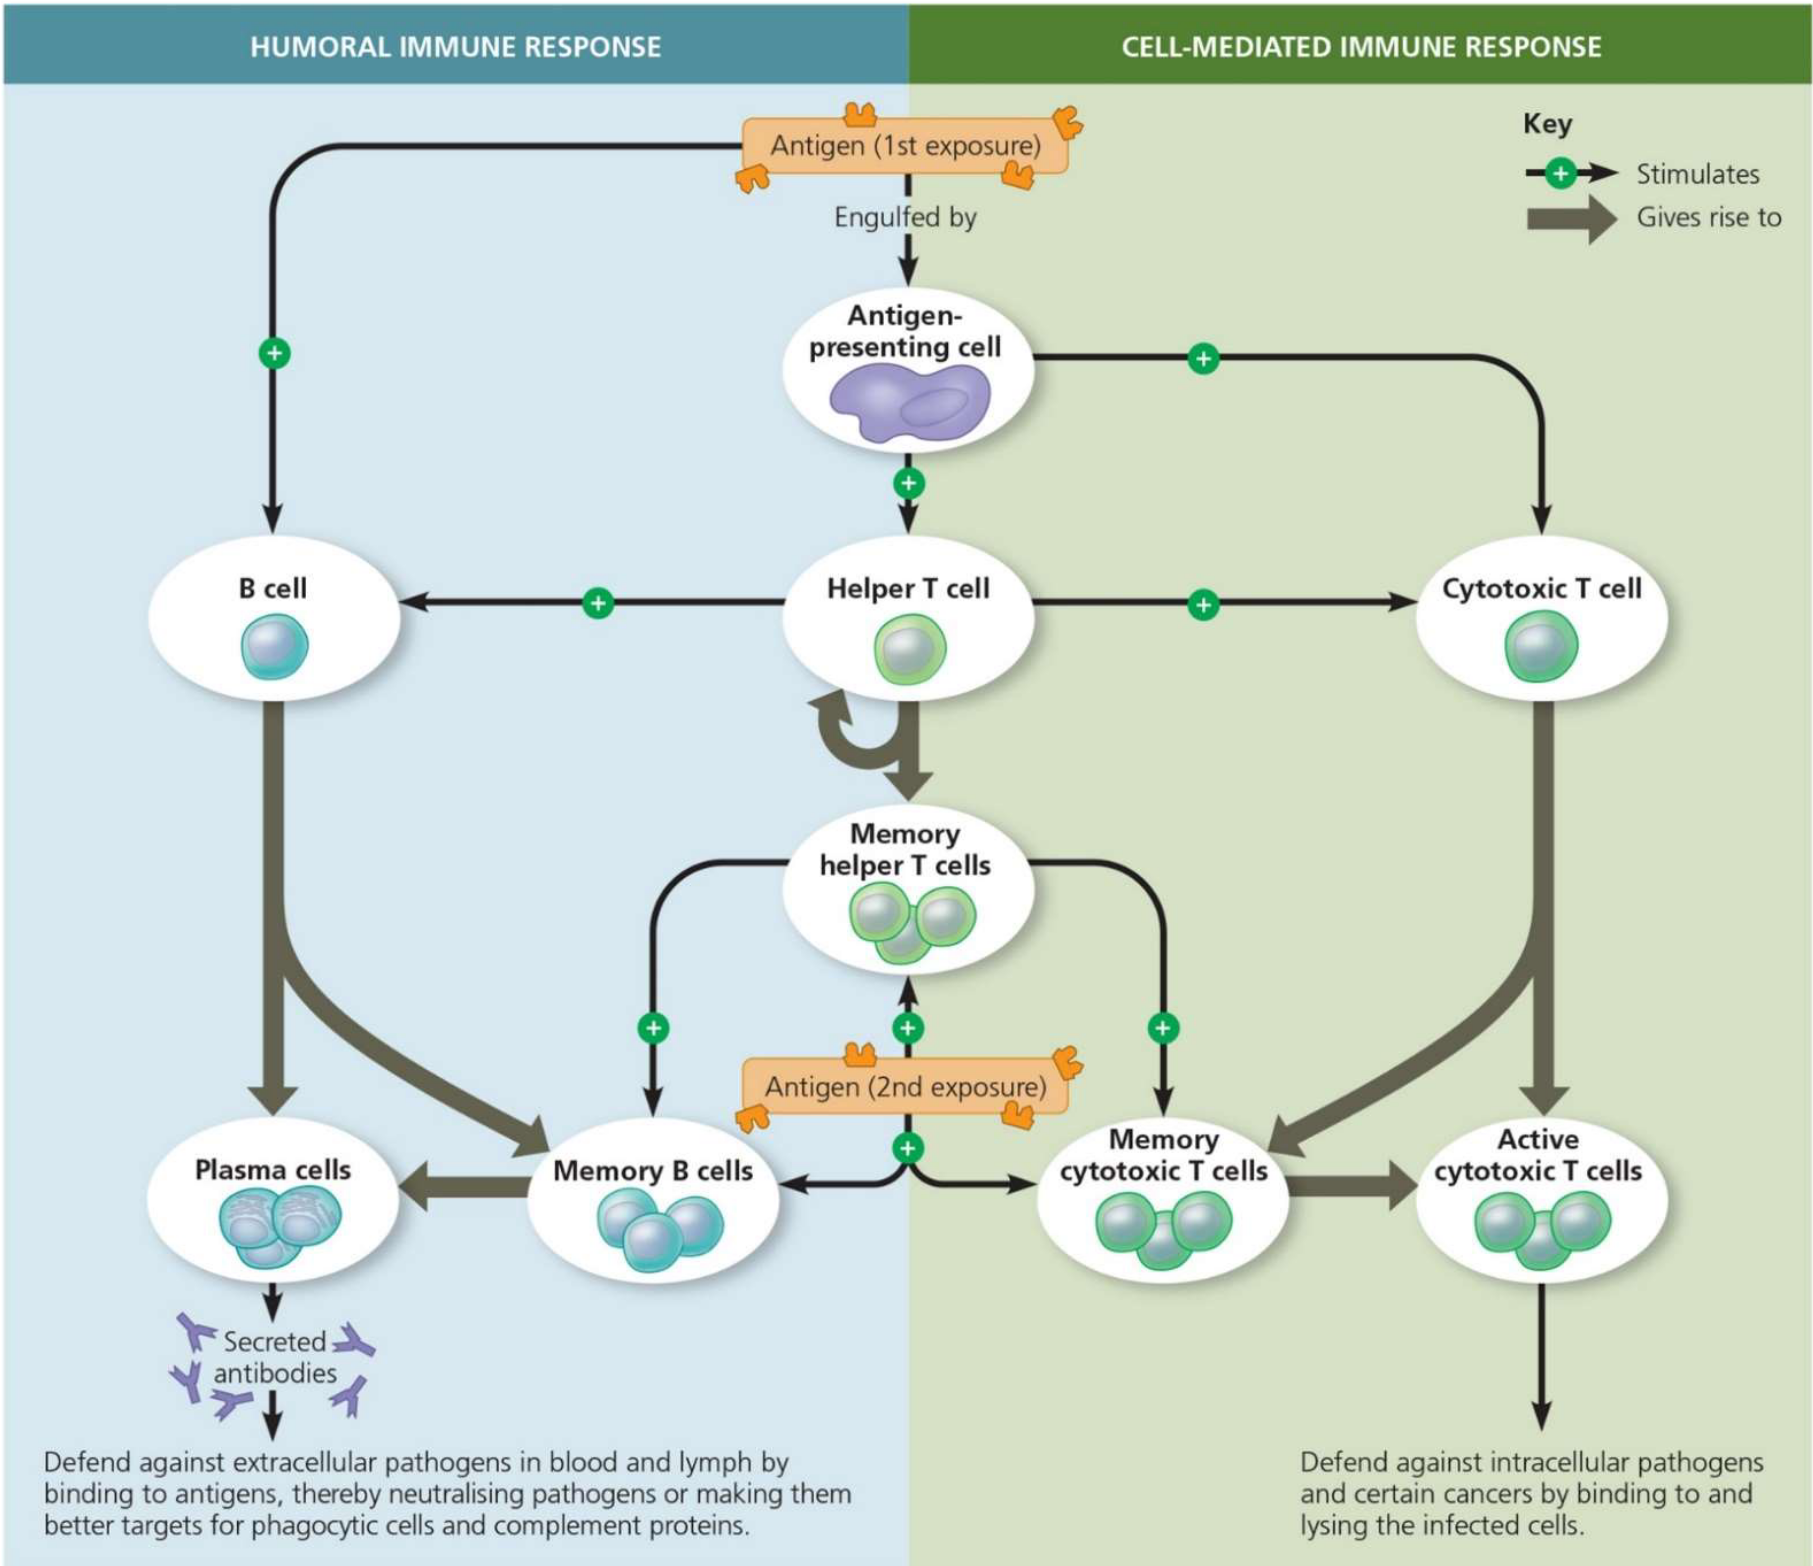 HUMORAL IMMUNE RESPONSE
CELL-MEDIATED IMMUNE RESPONSE
Antigen (1st exposure)
Key
Stimulates
Gives rise to
Engulfed by
Antigen-
presenting cell
B cell
Helper T cell
Cytotoxic T cell
Memory
helper T cells
Antigen (2nd exposure)
Plasma cells
Memory B cells
Memory
cytotoxic T cells
Active
cytotoxic T cells
Secreted
antibodies
Defend against extracellular pathogens in blood and lymph by
binding to antigens, thereby neutralising pathogens or making them
better targets for phagocytic cells and complement proteins.
Defend against intracellular pathogens
and certain cancers by binding to and
lysing the infected cells.